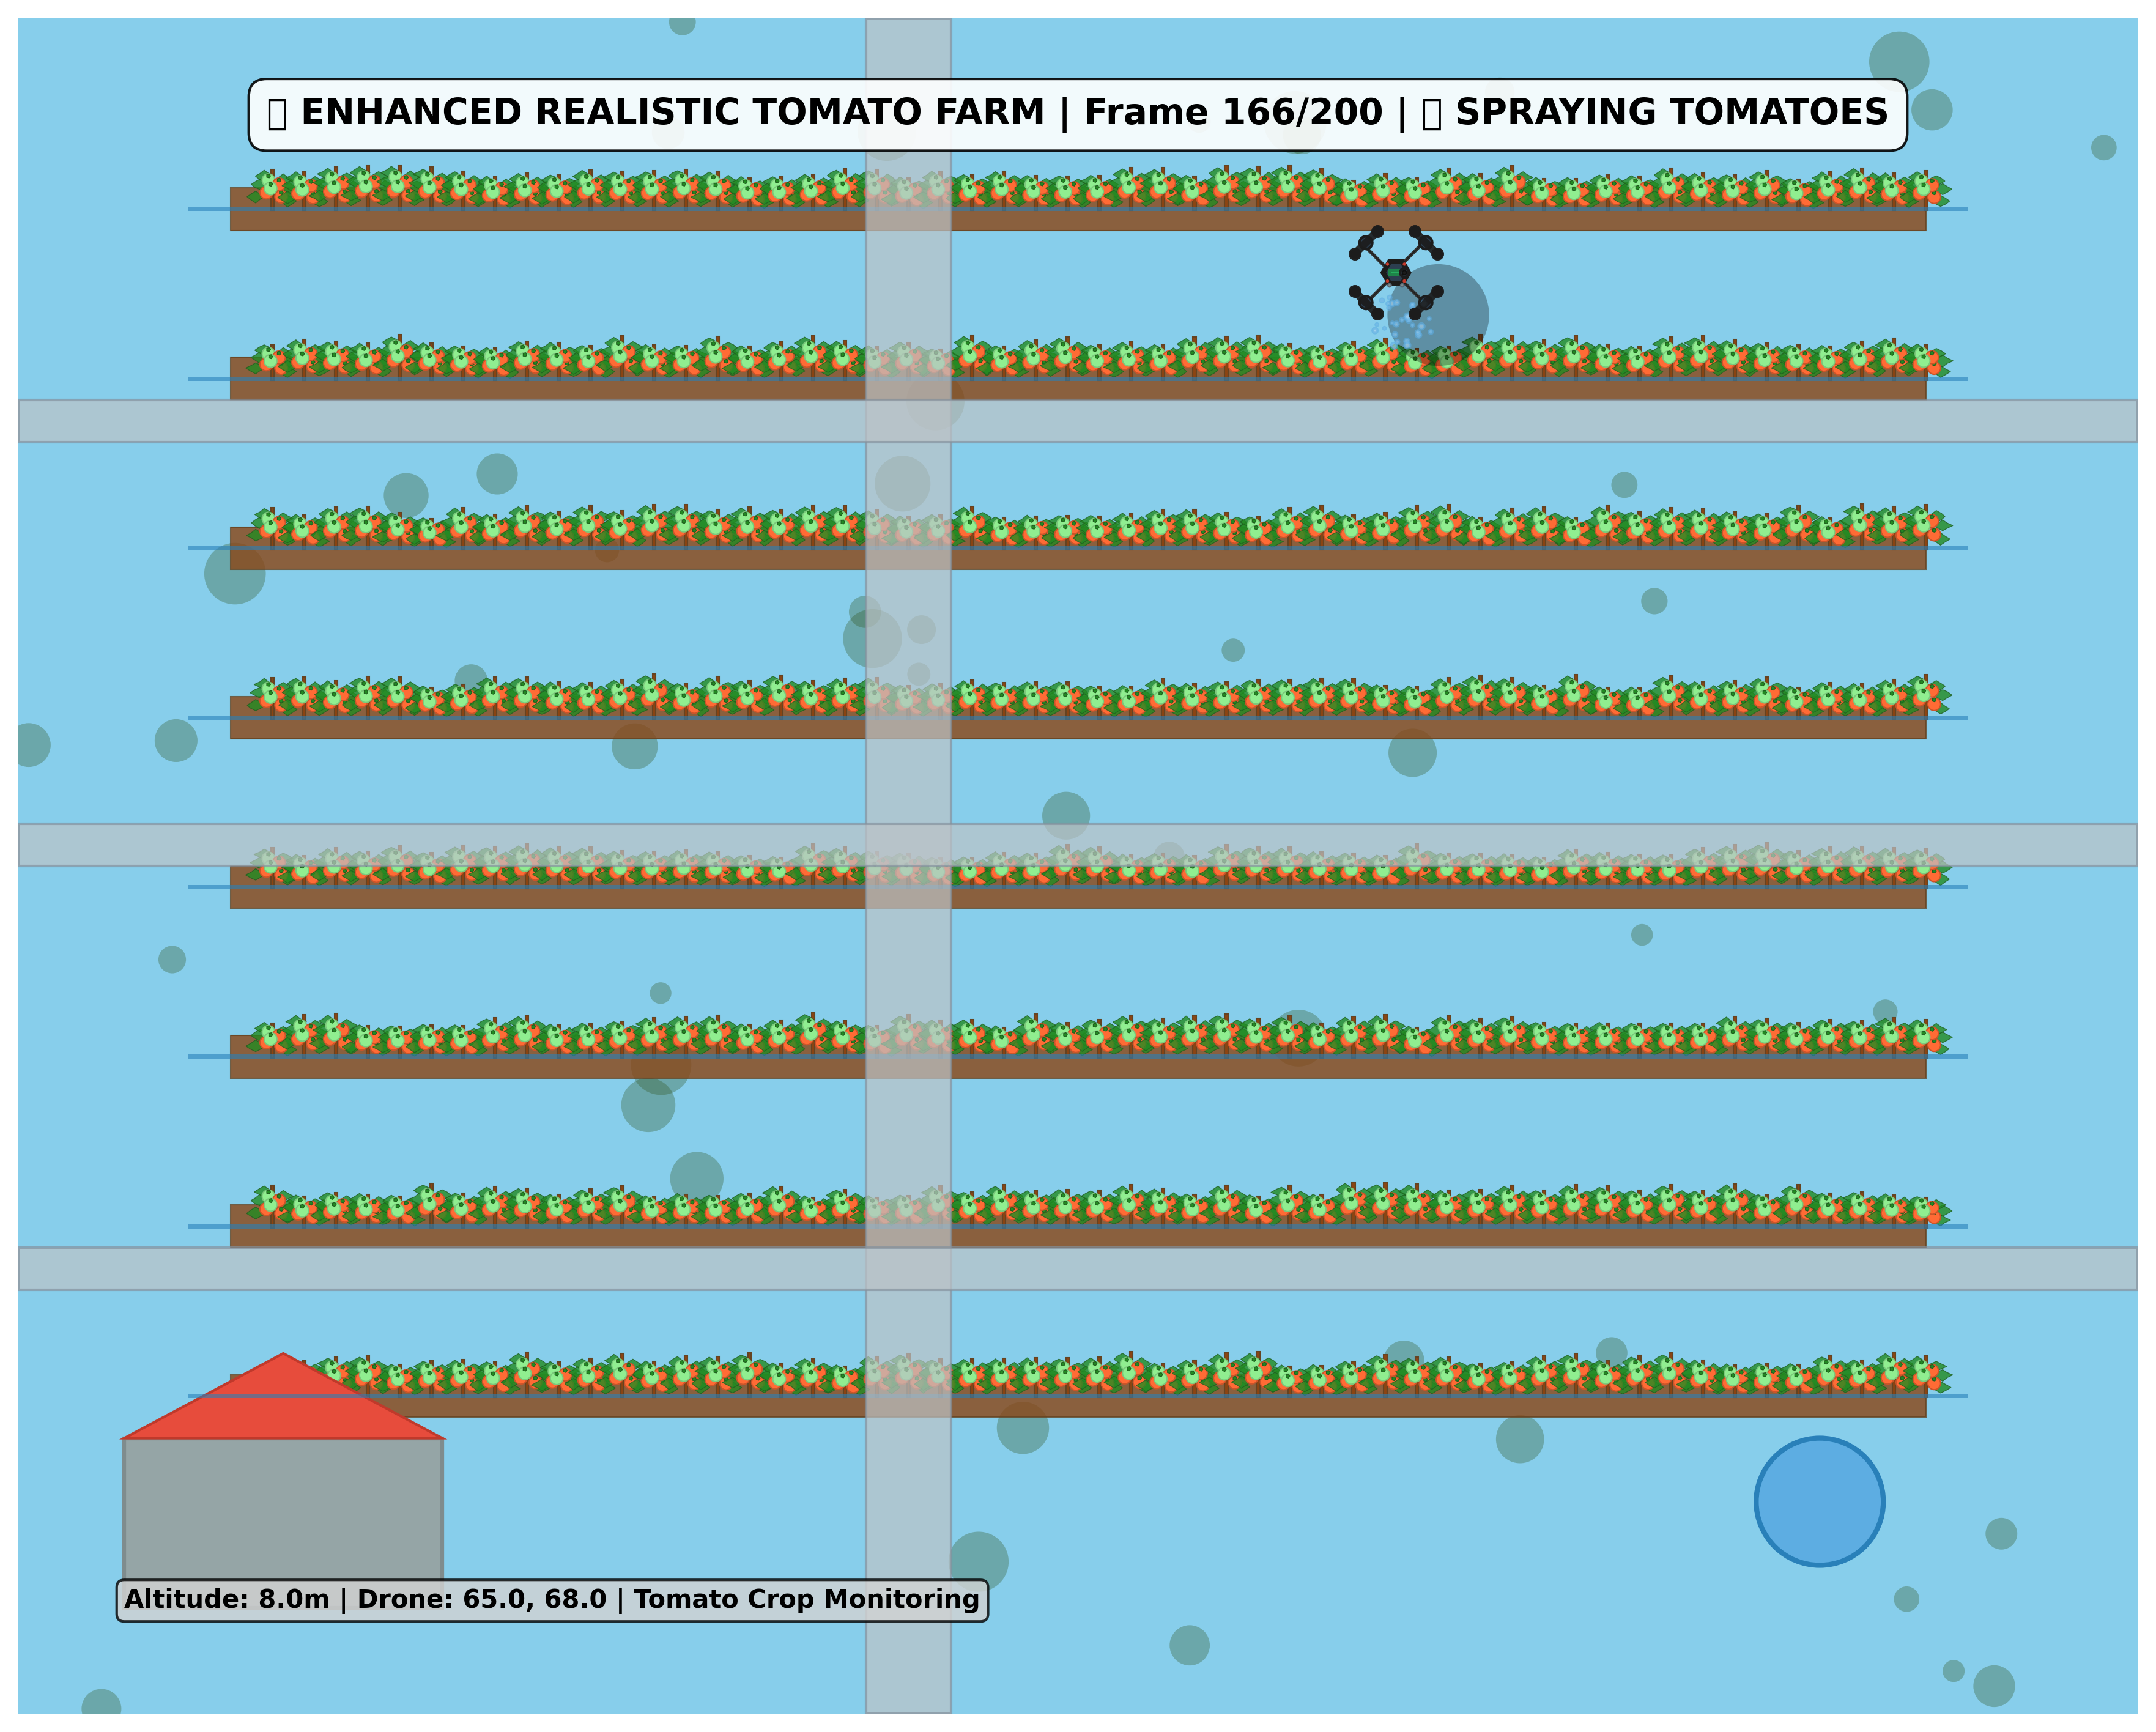 ▯ ENHANCED REALISTIC TOMATO FARM | Frame 166/200 | ▯ SPRAYING TOMATOES
Altitude: 8.0m | Drone: 65.0, 68.0 | Tomato Crop Monitoring